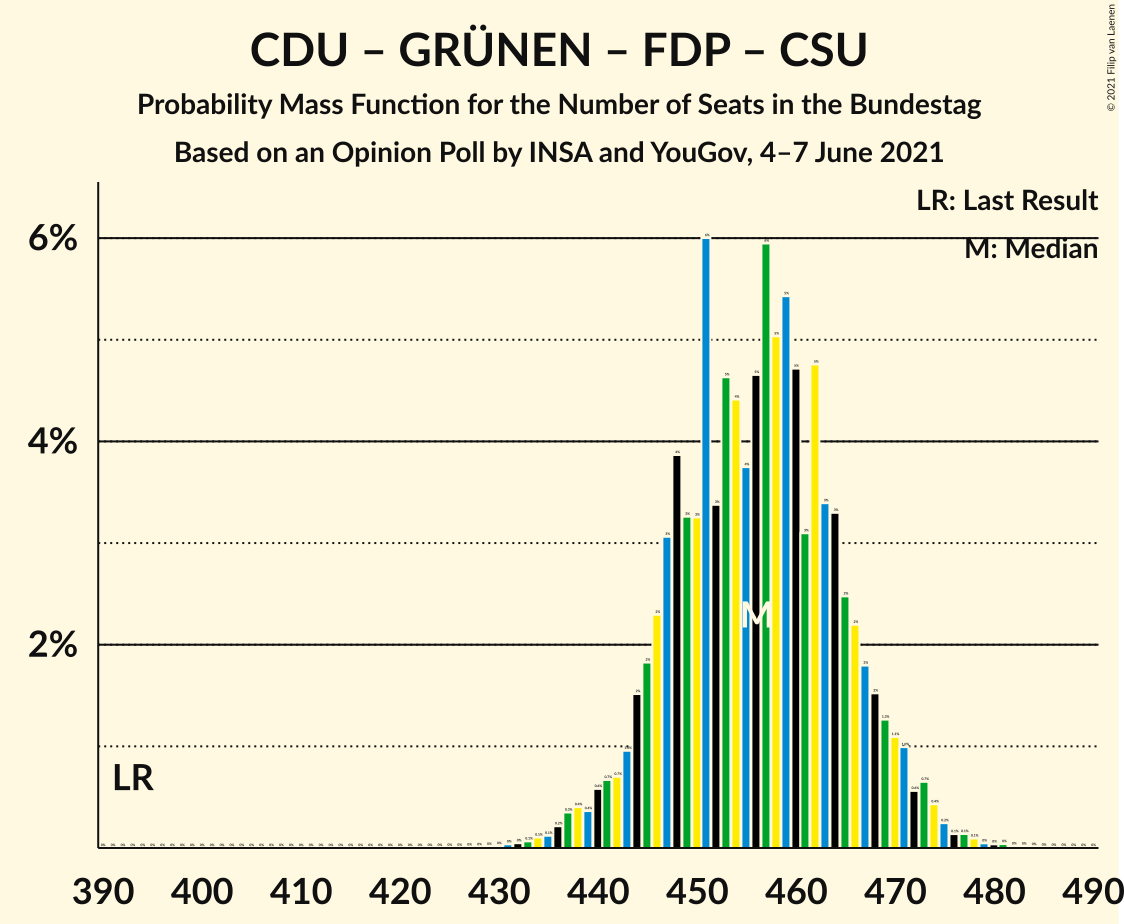 CDU – GRÜNEN – FDP – CSU
Probability Mass Function for the Number of Seats in the Bundestag
Based on an Opinion Poll by INSA and YouGov, 4–7 June 2021
© 2021 Filip van Laenen
LR: Last Result
M: Median
6%
4%
2%
LR
M
390 400 410 420 430 440 450 460 470 480 490